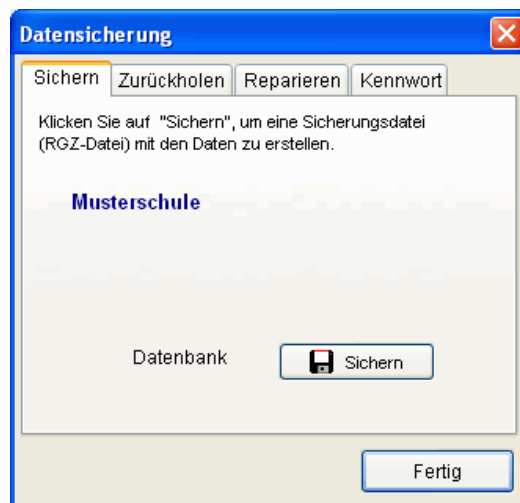 Datensicherung
Sichern Zurückholen Reparieren Kennwort
Klicken Sie auf "Sichern", um eine Sicherungsdatei
(RGZ-Datei) mit den Daten zu erstellen.
Musterschule
Datenbank Sichern
Fertig